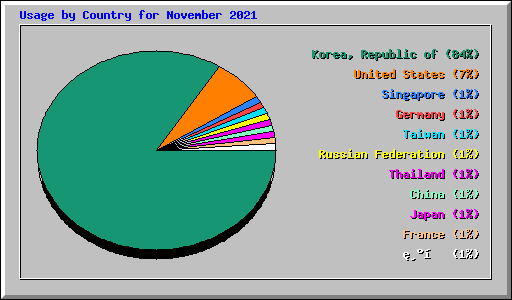 Usage by Country for November 2021
Korea, Republic of (84%)
United States (7%)
Singapore (1%)
Germany (1%)
Taiwan (1%)
Russian Federation (1%)
Thailand (1%)
China (1%)
Japan (1%)
France (1%)
(1%)